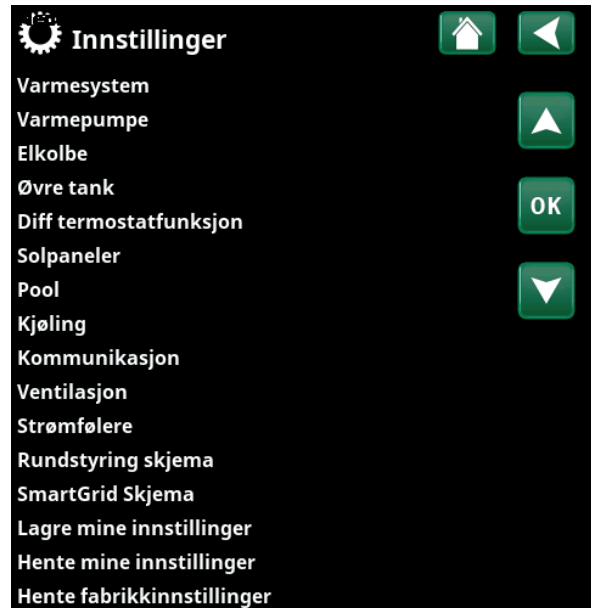 Innstillinger
Varmesystem
Varmepumpe
Elkolbe
Øvre tank
Diff termostatfunksjon
OK
Solpaneler
Pool
Kjøling
Kommunikasjon
Ventilasjon
Strømfølere
Rundstyring skjema
SmartGrid Skjema
Lagre mine innstillinger
Hente mine innstillinger
Hente fabrikkinnstillinger